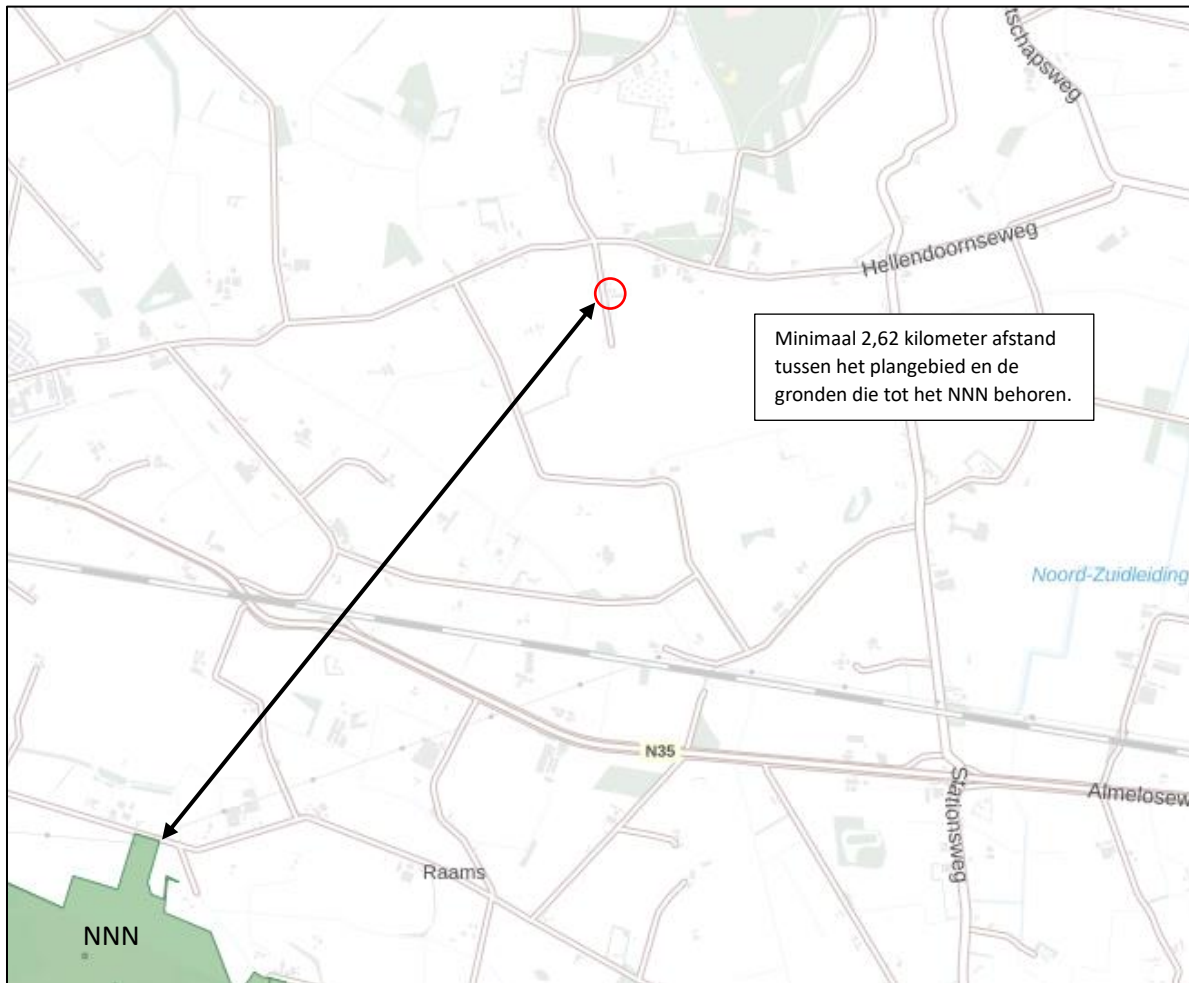 tschapsweg
Hellendoornseweg
Minimaal 2,62 kilometer afstand
tussen het plangebied en de
gronden die tot het NNN behoren.
Noord-Zuidleiding
N35
Almelosew
Stationsweg
Raams
NNN